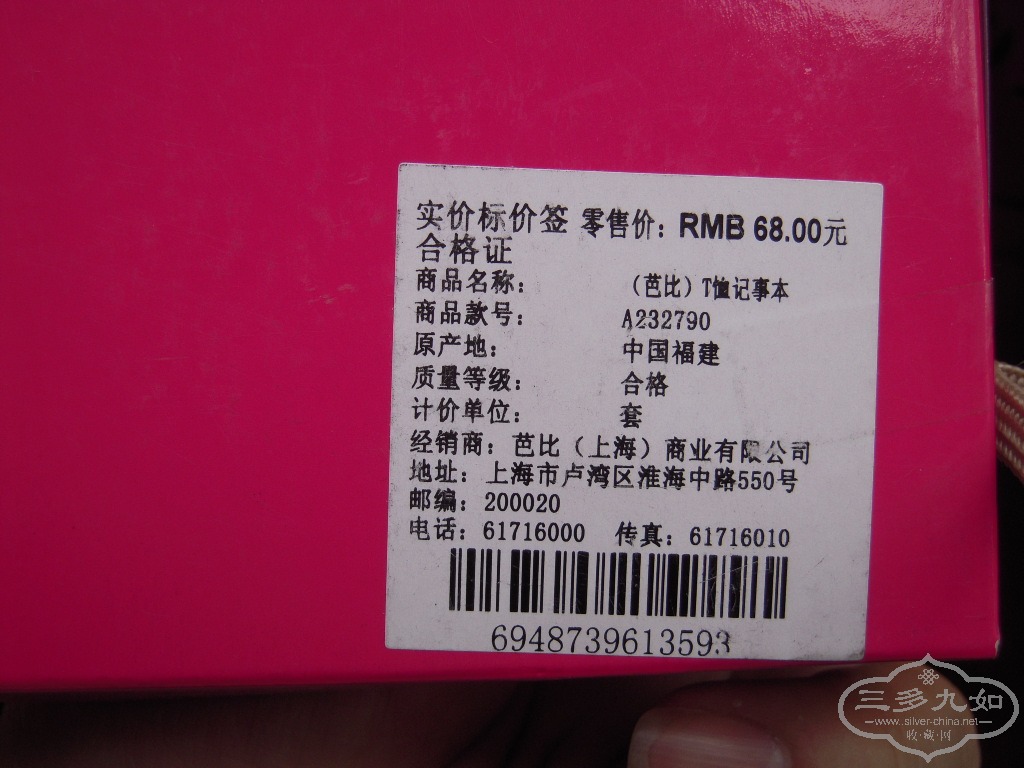 实价标价签 零售价：RMB 68.00元
合格证
商品名称： （芭比）T恤记事本
商品款号： A232790
原产地： 中国福建
质量等级： 合格
计价单位： 套
经销商：芭比（上海）商业有限公司
地址：上海市卢湾区淮海中路550号
邮编：200020
电话：61716000 传真：61716010
6948739613593
三多九如
www.silver-china.net
收·藏·网